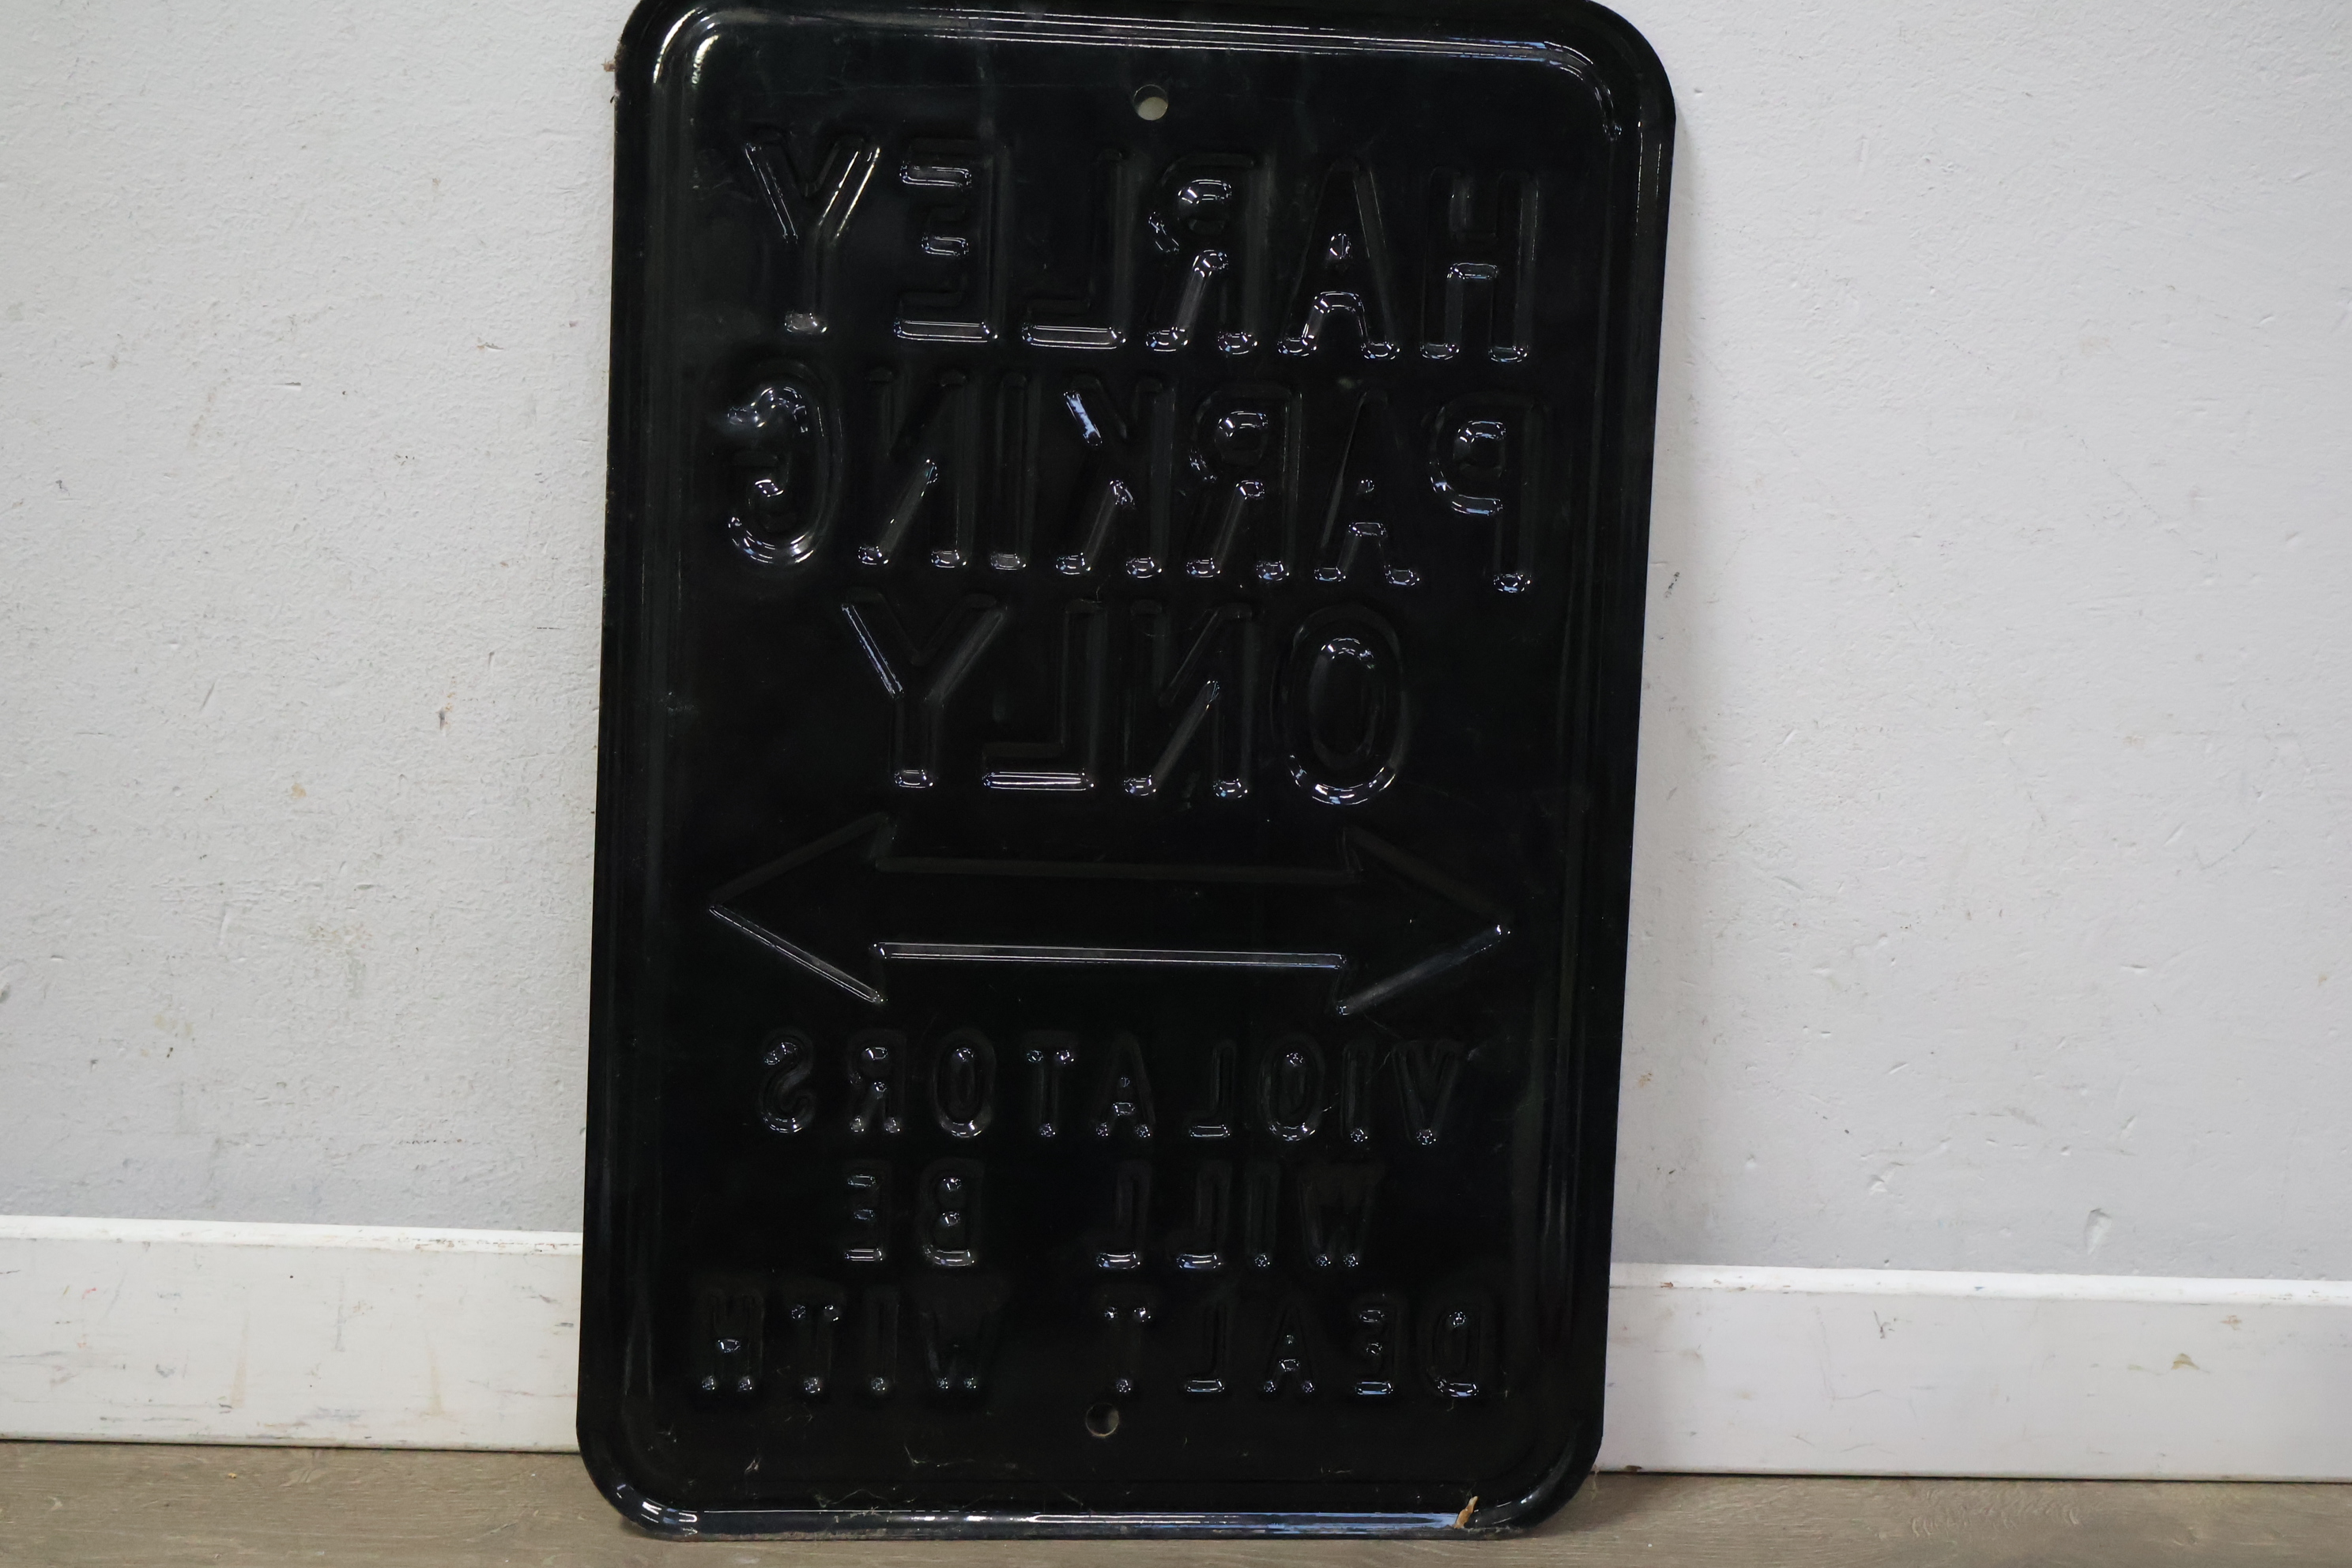 HARLEY
PARKING
ONLY
VIOLATORS
WILL BE
DEALT WITH